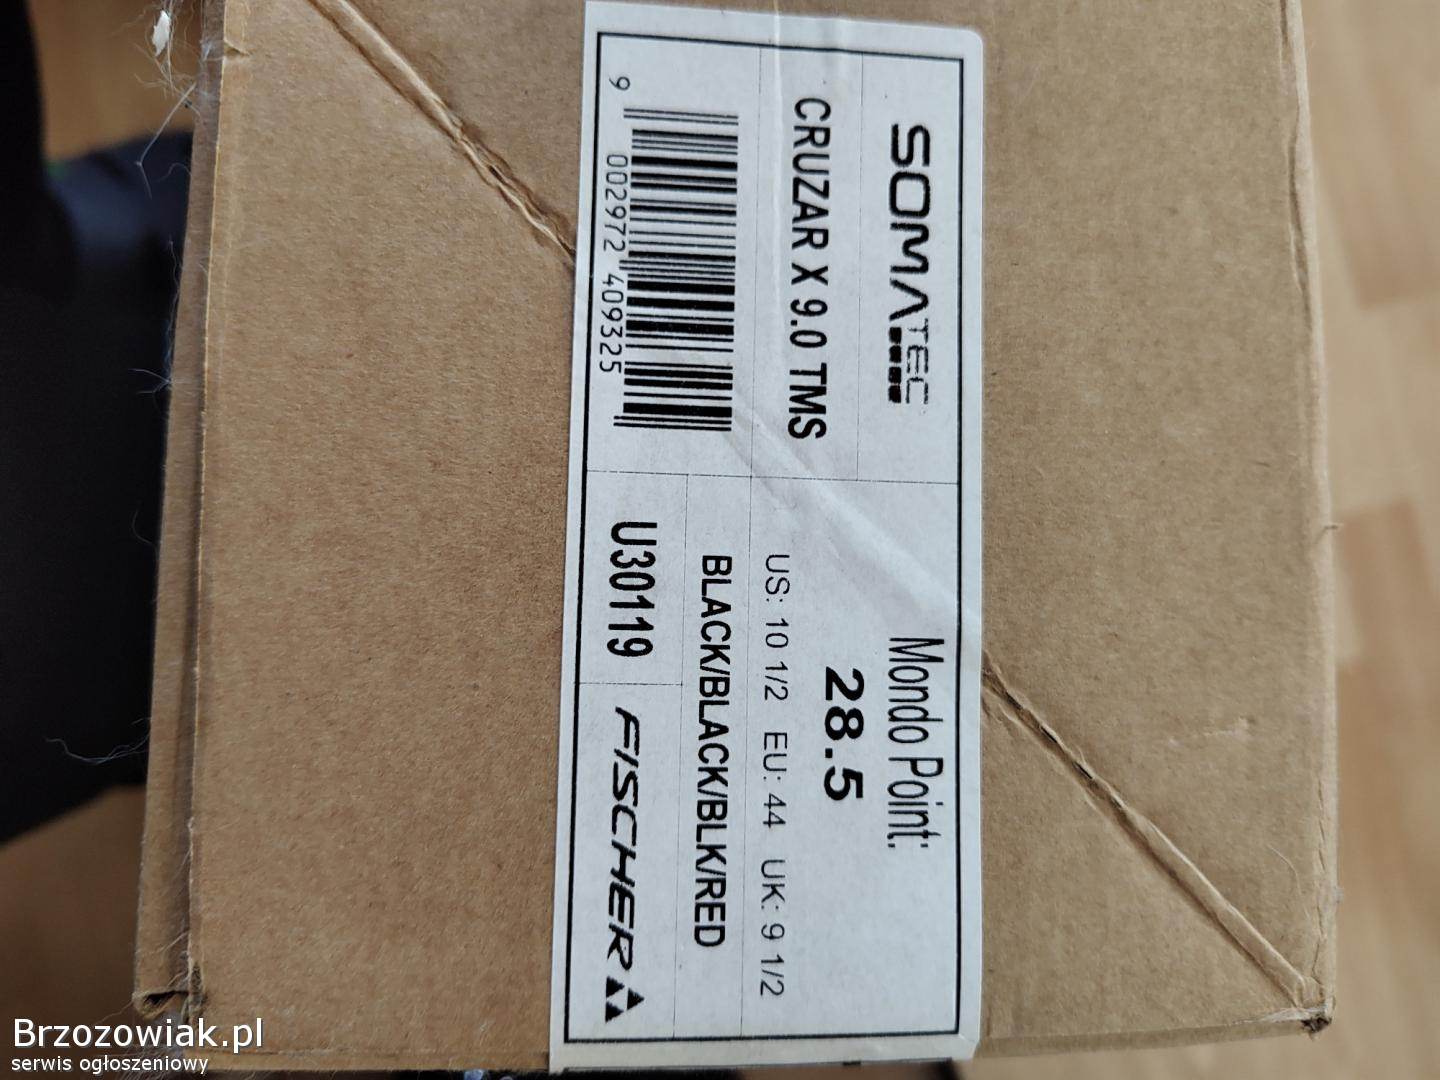 SOMATEC
CRUZAR X 9.0 TMS
9 002972 409325
Mondo Point:
28.5
US: 10 1/2 EU: 44 UK: 9 1/2
BLACK/BLACK/BLK/RED
U30119
FISCHER
Brzozowiak.pl
serwis ogłoszeniowy